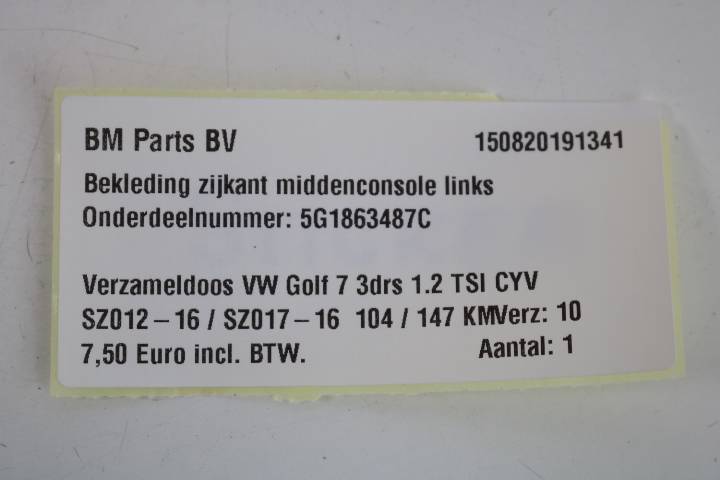 BM Parts BV 150820191341
Bekleding zijkant middenconsole links
Onderdeelnummer: 5G1863487C
Verzameldoos VW Golf 7 3drs 1.2 TSI CYV
SZ012-16 / SZ017-16 104 / 147 KMVerz: 10
7,50 Euro incl. BTW. Aantal: 1